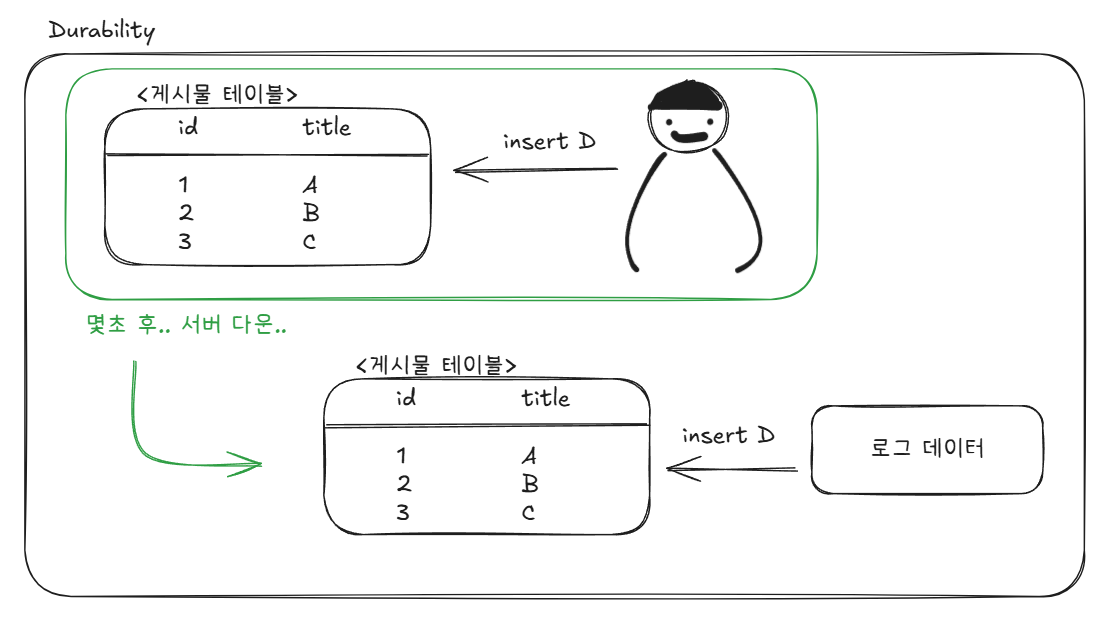 Durability
<게시물 테이블>
id title
1 A
2 B
3 C
insert D
몇초 후.. 서버 다운..
<게시물 테이블>
id title
1 A
2 B
3 C
insert D
로그 데이터